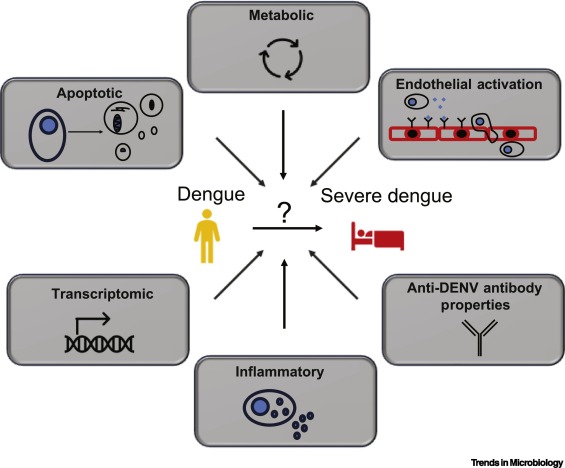 Metabolic
Apoptotic
Endothelial activation
Dengue
?
Severe dengue
Transcriptomic
Anti-DENV antibody
properties
Inflammatory
Trends in Microbiology